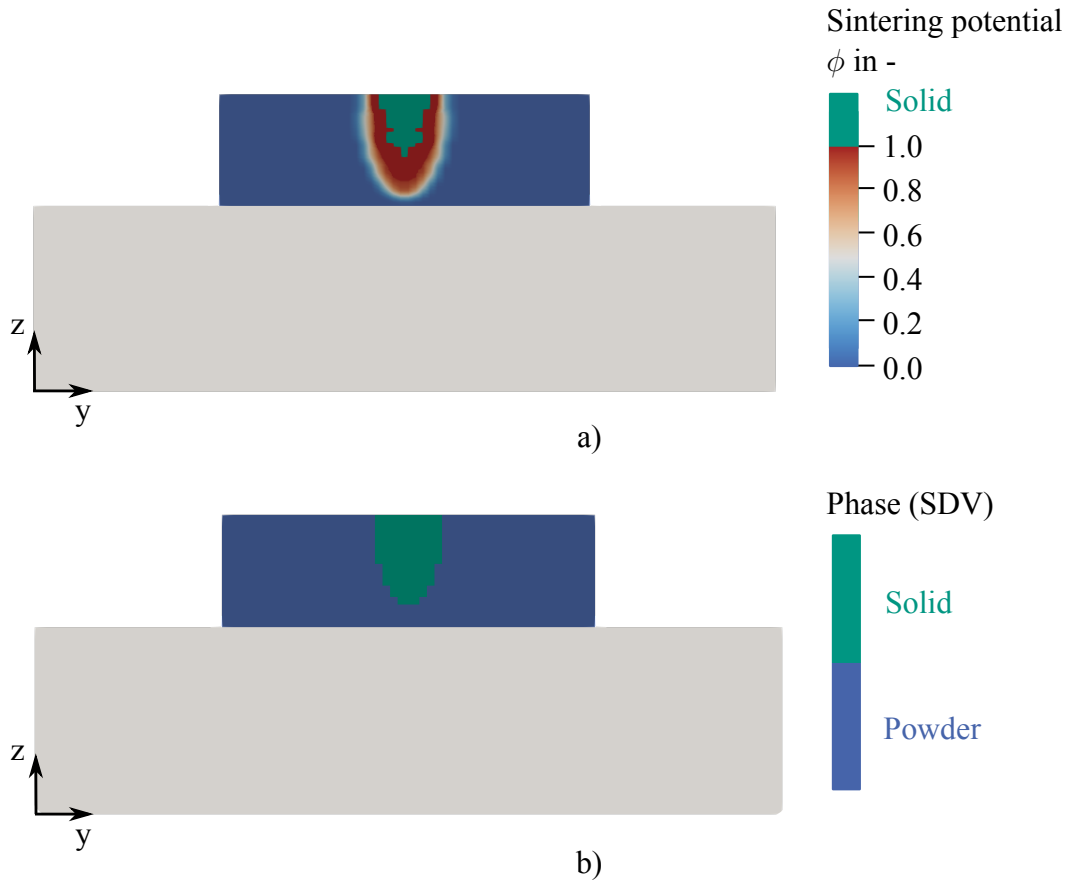 Sintering potential
ϕ in -
Solid
1.0
0.8
0.6
0.4
0.2
0.0
z
y
a)
Phase (SDV)
Solid
Powder
z
y
b)